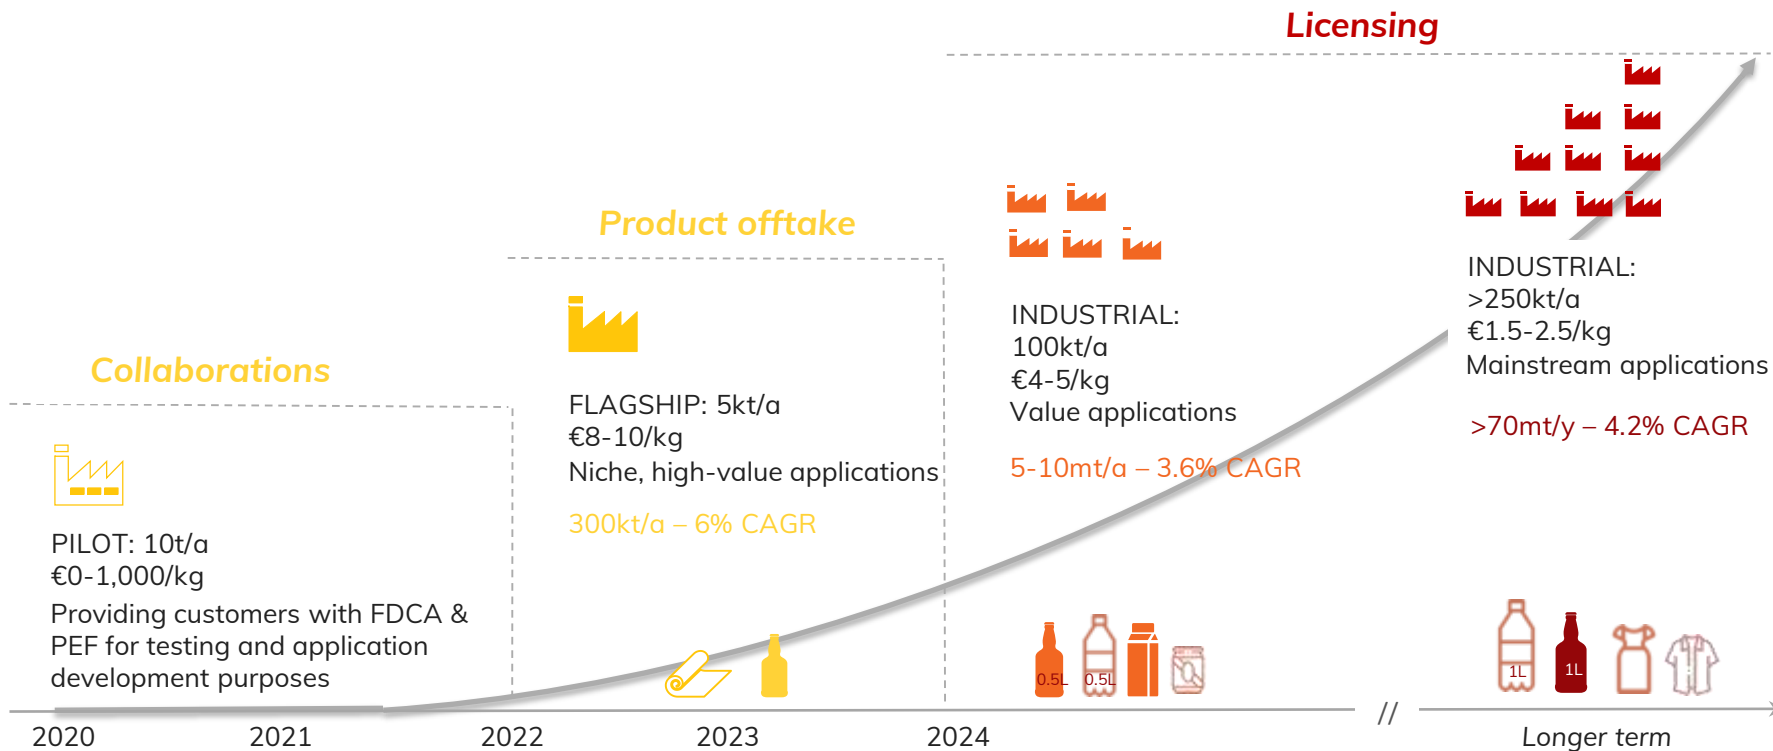 Licensing
Product offtake
Collaborations
PILOT: 10t/a
€0-1,000/kg
Providing customers with FDCA &
PEF for testing and application
development purposes
FLAGSHIP: 5kt/a
€8-10/kg
Niche, high-value applications
300kt/a – 6% CAGR
INDUSTRIAL:
100kt/a
€4-5/kg
Value applications
5-10mt/a – 3.6% CAGR
INDUSTRIAL:
>250kt/a
€1.5-2.5/kg
Mainstream applications
>70mt/y – 4.2% CAGR
0.5L
0.5L
1L
1L
2020
2021
2022
2023
2024
//
Longer term